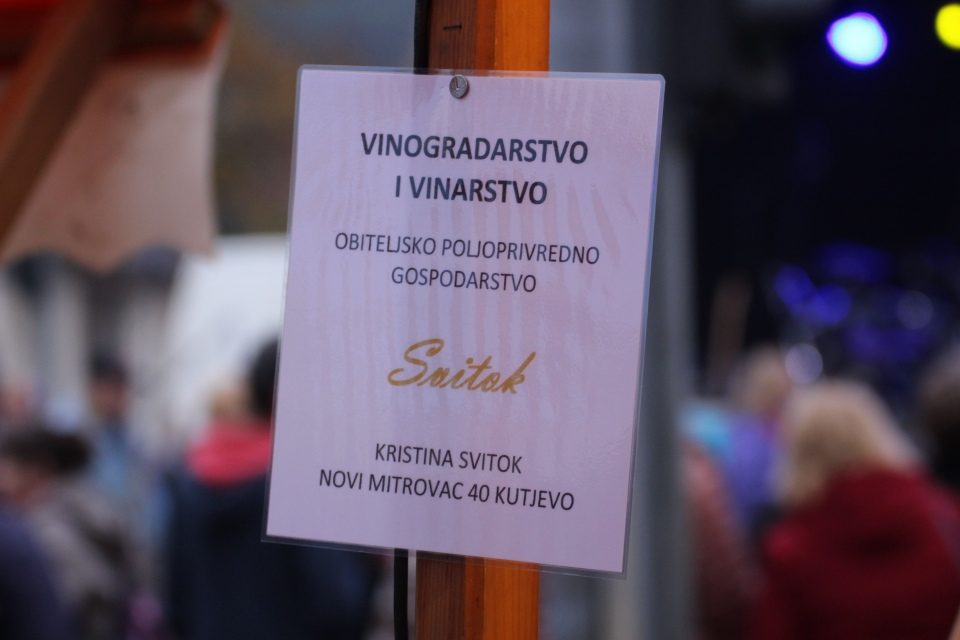 VINOGRADARSTVO
I VINARSTVO
OBITELJSKO POLJOPRIVREDNO
GOSPODARSTVO
Svitok
KRISTINA SVITOK
NOVI MITROVAC 40 KUTJEVO